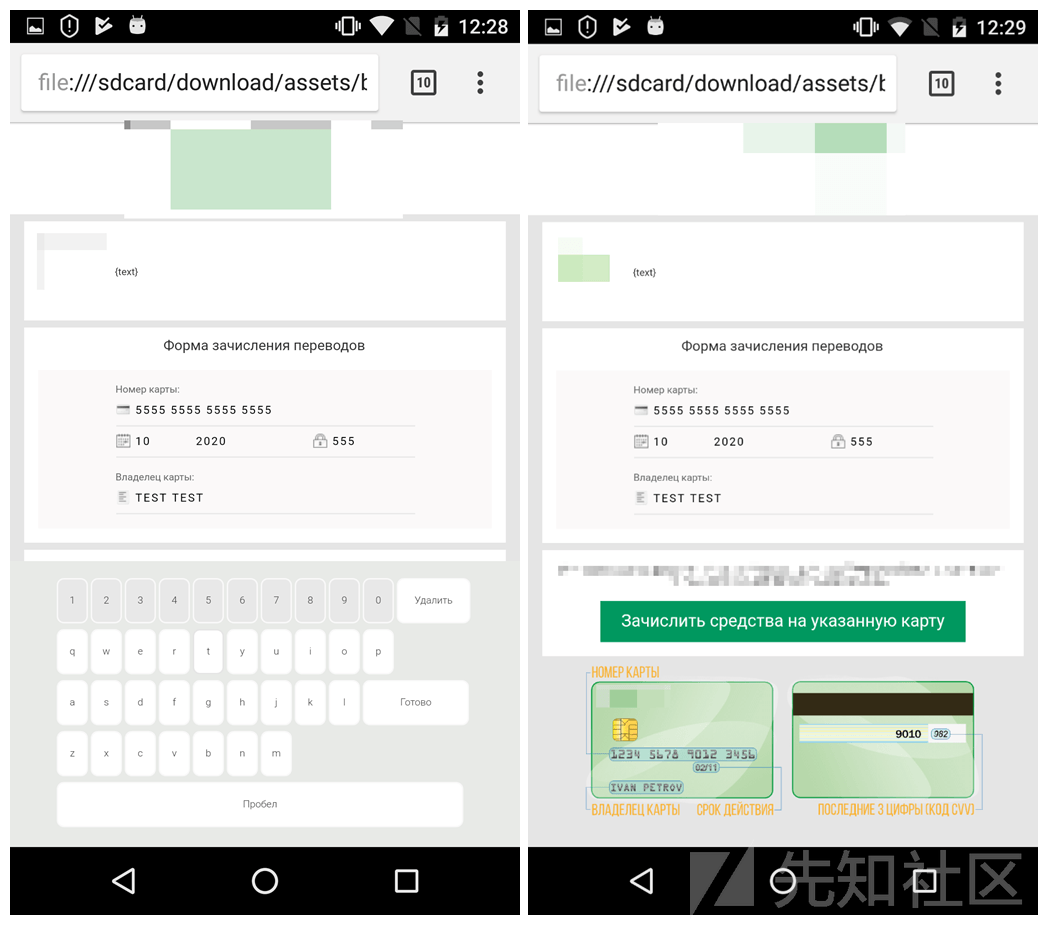 12:28
file:///sdcard/download/assets/b
10
{text}
Форма зачисления переводов
Номер карты:
5555 5555 5555 5555
10 2020 555
Владелец карты:
TEST TEST
1 2 3 4 5 6 7 8 9 0 Удалить
q w e r t y u i o p
a s d f g h j k l Готово
z x c v b n m
Пробел
12:29
file:///sdcard/download/assets/b
10
{text}
Форма зачисления переводов
Номер карты:
5555 5555 5555 5555
10 2020 555
Владелец карты:
TEST TEST
Зачислить средства на указанную карту
НОМЕР КАРТЫ
1234 5678 9012 3456
02/11
IVAN PETROV
ВЛАДЕЛЕЦ КАРТЫ СРОК ДЕЙСТВИЯ
9010 982
ПОСЛЕДНИЕ 3 ЦИФРЫ (КОД CVV)
先知社区